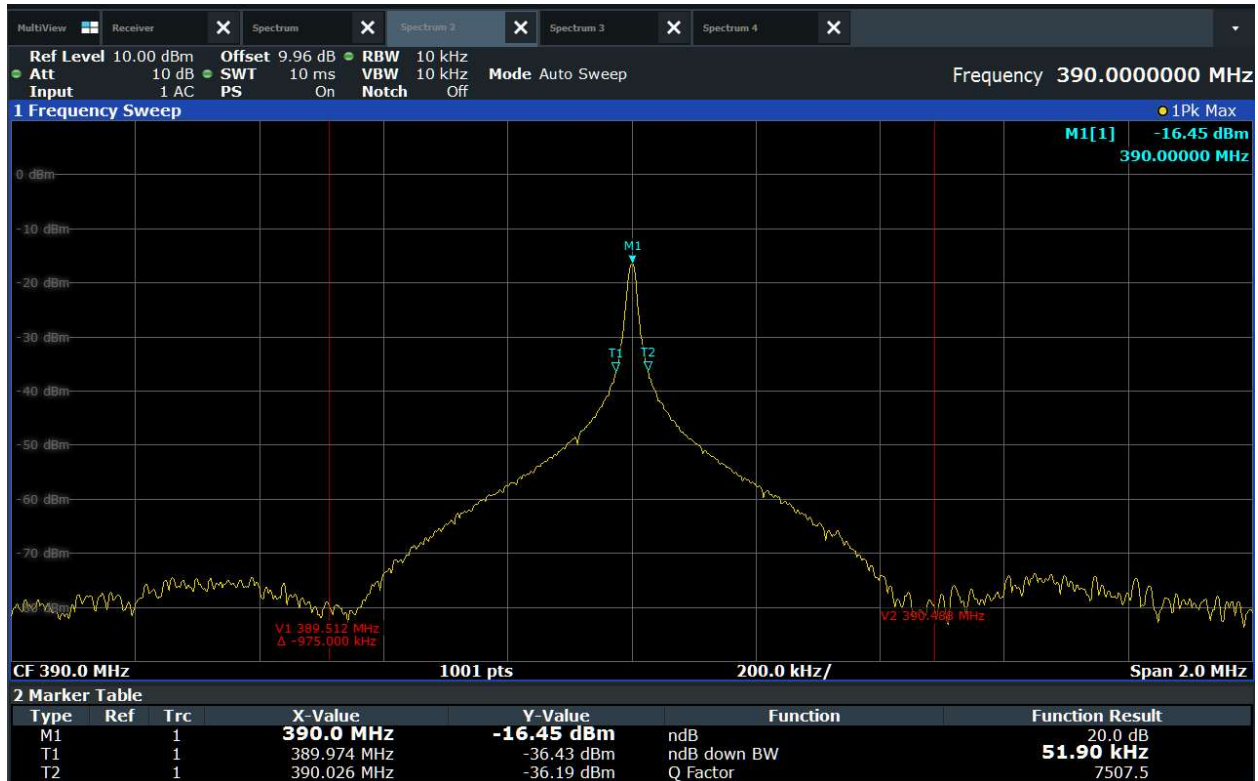 MultiView Receiver X Spectrum X Spectrum 2 X Spectrum 3 X Spectrum 4 X
Ref Level 10.00 dBm Offset 9.96 dB RBW 10 kHz
Att 10 dB SWT 10 ms VBW 10 kHz Mode Auto Sweep Frequency 390.0000000 MHz
Input 1 AC PS On Notch Off
1 Frequency Sweep 1Pk Max
M1[1] -16.45 dBm
390.00000 MHz
0 dBm
-10 dBm
M1
-20 dBm
-30 dBm
T1 T2
-40 dBm
-50 dBm
-60 dBm
-70 dBm
V1 389.512 MHz V2 390.488 MHz
Δ -975.000 kHz
CF 390.0 MHz 1001 pts 200.0 kHz/ Span 2.0 MHz
2 Marker Table
Type Ref Trc X-Value Y-Value Function Function Result
M1 1 390.0 MHz -16.45 dBm ndB 20.0 dB
T1 1 389.974 MHz -36.43 dBm ndB down BW 51.90 kHz
T2 1 390.026 MHz -36.19 dBm Q Factor 7507.5